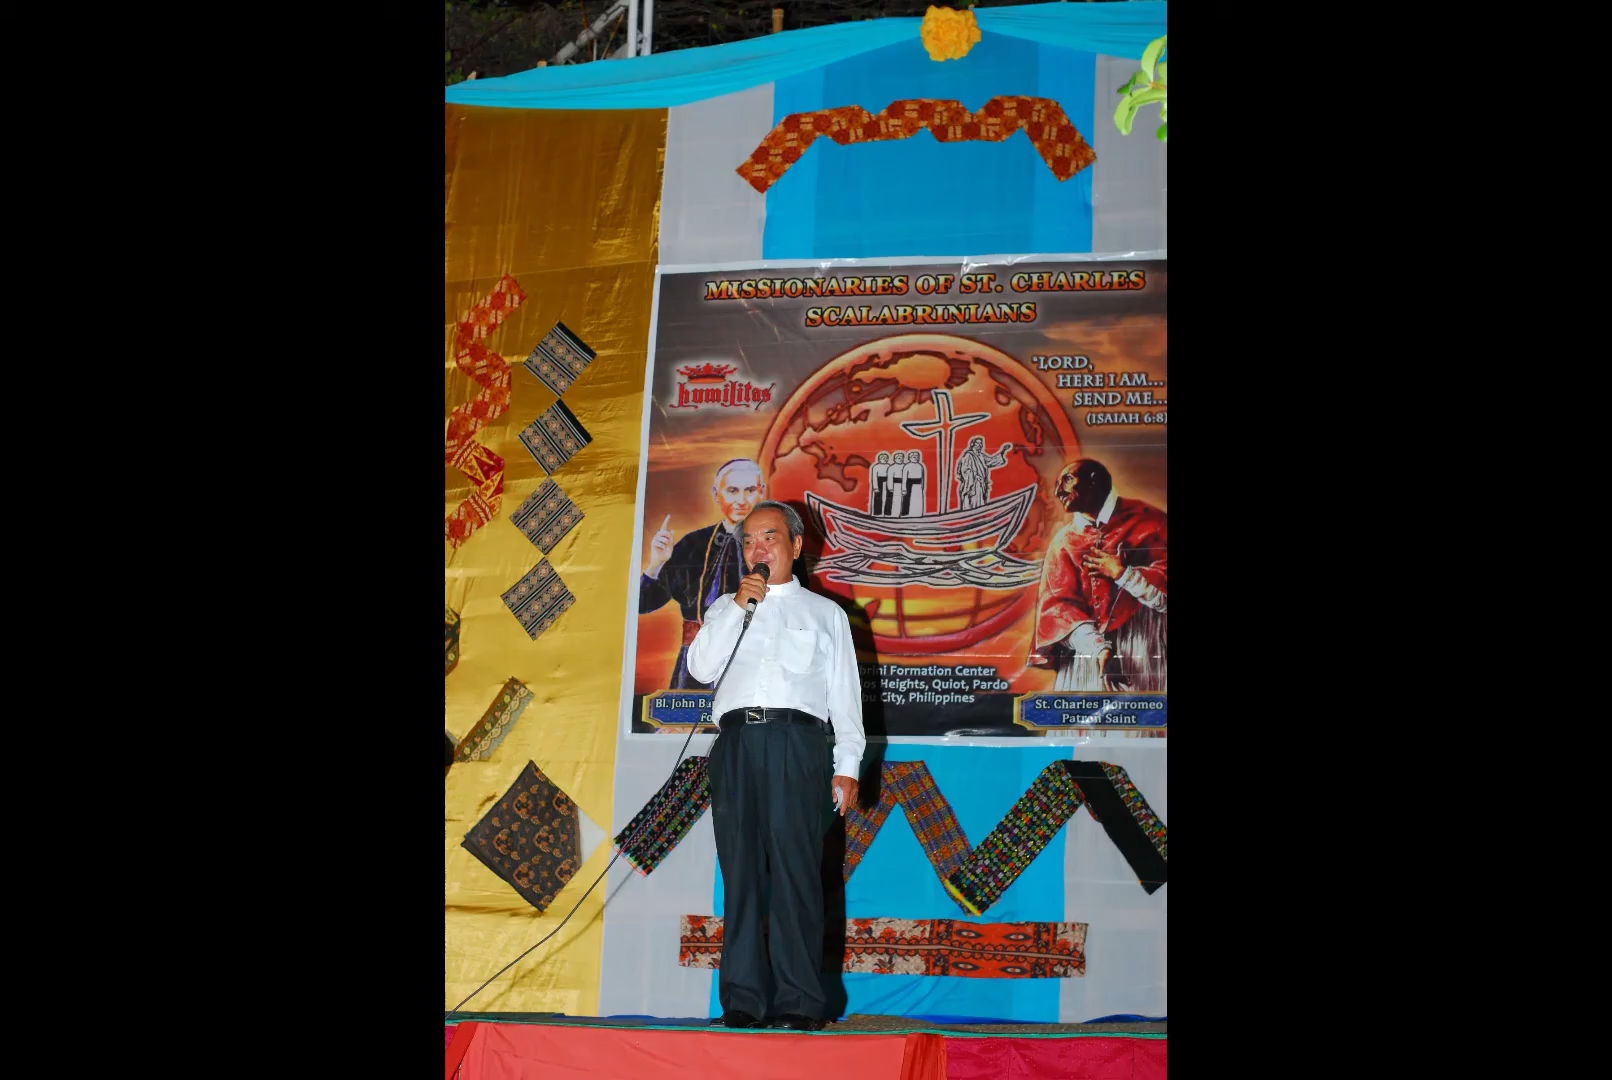 MISSIONARIES OF ST. CHARLES
SCALABRINIANS
humilitas
"LORD,
HERE I AM...
SEND ME...
(ISAIAH 6:8)
Formation Center
Heights, Quiot, Pardo
City, Philippines
Bl. John
St. Charles Borromeo
Patron Saint